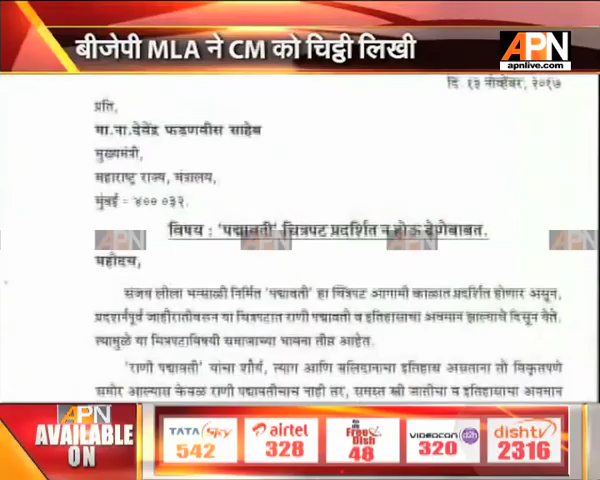 बीजेपी MLA ने CM को चिट्ठी लिखी
APN
apnlive.com
दि. १३ नोव्हेंबर, २०१७
प्रति,
मा.ना.देवेंद्र फडणवीस साहेब
मुख्यमंत्री,
महाराष्ट्र राज्य, मंत्रालय,
मुंबई - ४०० ०३२.
विषय : 'पद्मावती' चित्रपट प्रदर्शित न होऊ देणेबाबत.
APN APN APN APN
महोदय,
संजय लीला भन्साळी निर्मित 'पद्मावती' हा चित्रपट आगामी काळात प्रदर्शित होणार असून,
प्रदर्शनपूर्व जाहीरातीवरून या चित्रपटात राणी पद्मावती व इतिहासाचा अवमान झाल्याचे दिसून येते.
त्यामुळे या चित्रपटाविषयी समाजाच्या भावना तीव्र आहेत.
'राणी पद्मावती' यांचा शौर्य, त्याग आणि बलिदानाचा इतिहास असताना तो विकृतपणे
समोर आल्यास केवळ राणी पद्मावतीचाच नाही तर, समस्त स्त्री जातीचा व इतिहासाचा अवमान
APN
AVAILABLE
ON
TATA sky
542
airtel
328
Free Dish
48
VIDEOCON d2h
320
dishtv
2316